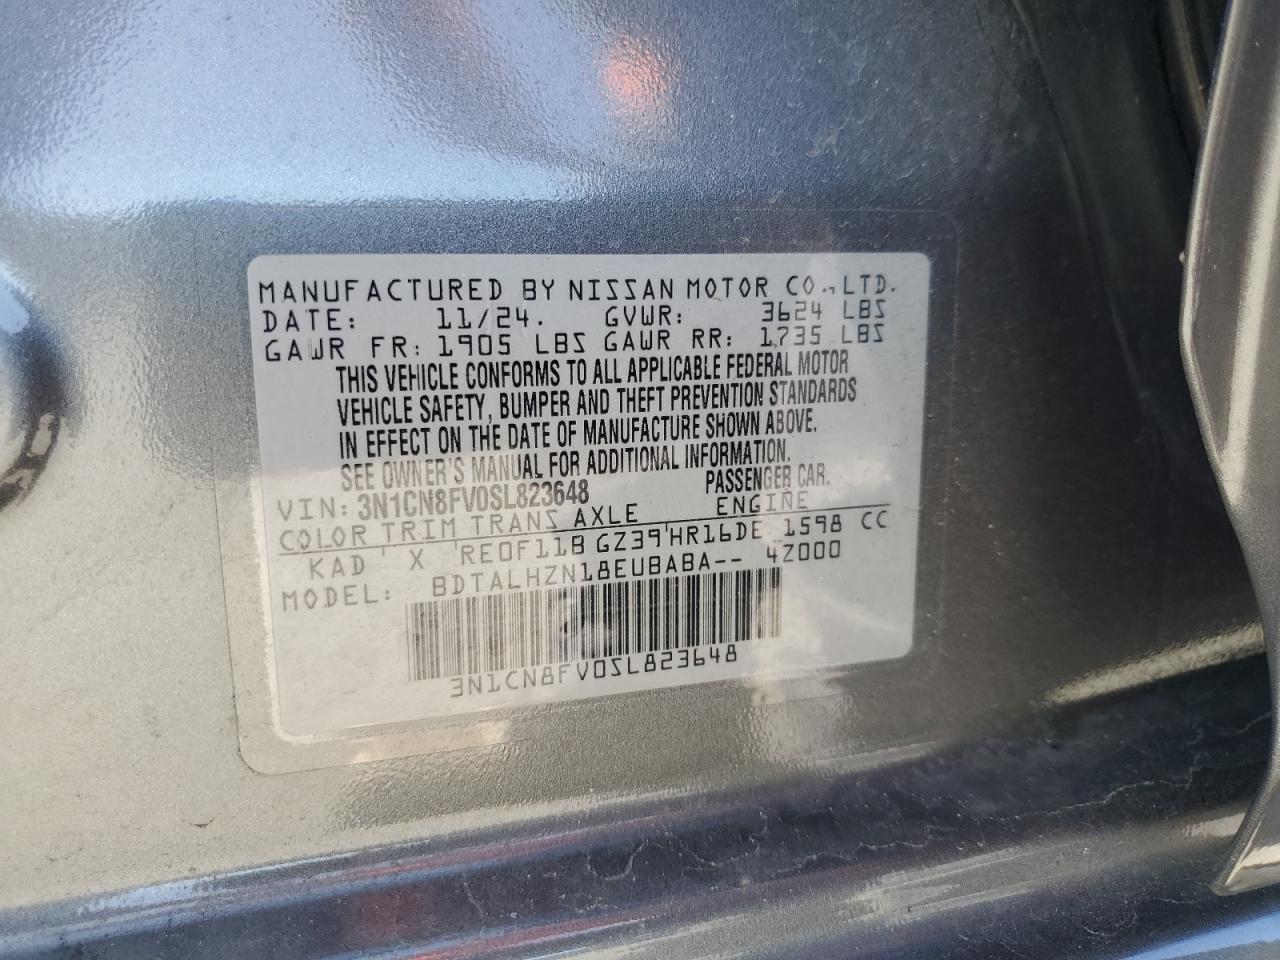 MANUFACTURED BY NISSAN MOTOR CO., LTD.
DATE: 11/24. GVWR: 3624 LBS
GAWR FR: 1905 LBS GAWR RR: 1735 LBS
THIS VEHICLE CONFORMS TO ALL APPLICABLE FEDERAL MOTOR
VEHICLE SAFETY, BUMPER AND THEFT PREVENTION STANDARDS
IN EFFECT ON THE DATE OF MANUFACTURE SHOWN ABOVE.
SEE OWNER'S MANUAL FOR ADDITIONAL INFORMATION.
VIN: 3N1CN8FV0SL823648 PASSENGER CAR.
COLOR TRIM TRANS AXLE ENGINE
KAD X RE0F11B GZ39 HR16DE 1598 CC
MODEL: BDTALHZN18EUBABA-- 4Z000
3N1CN8FV0SL823648